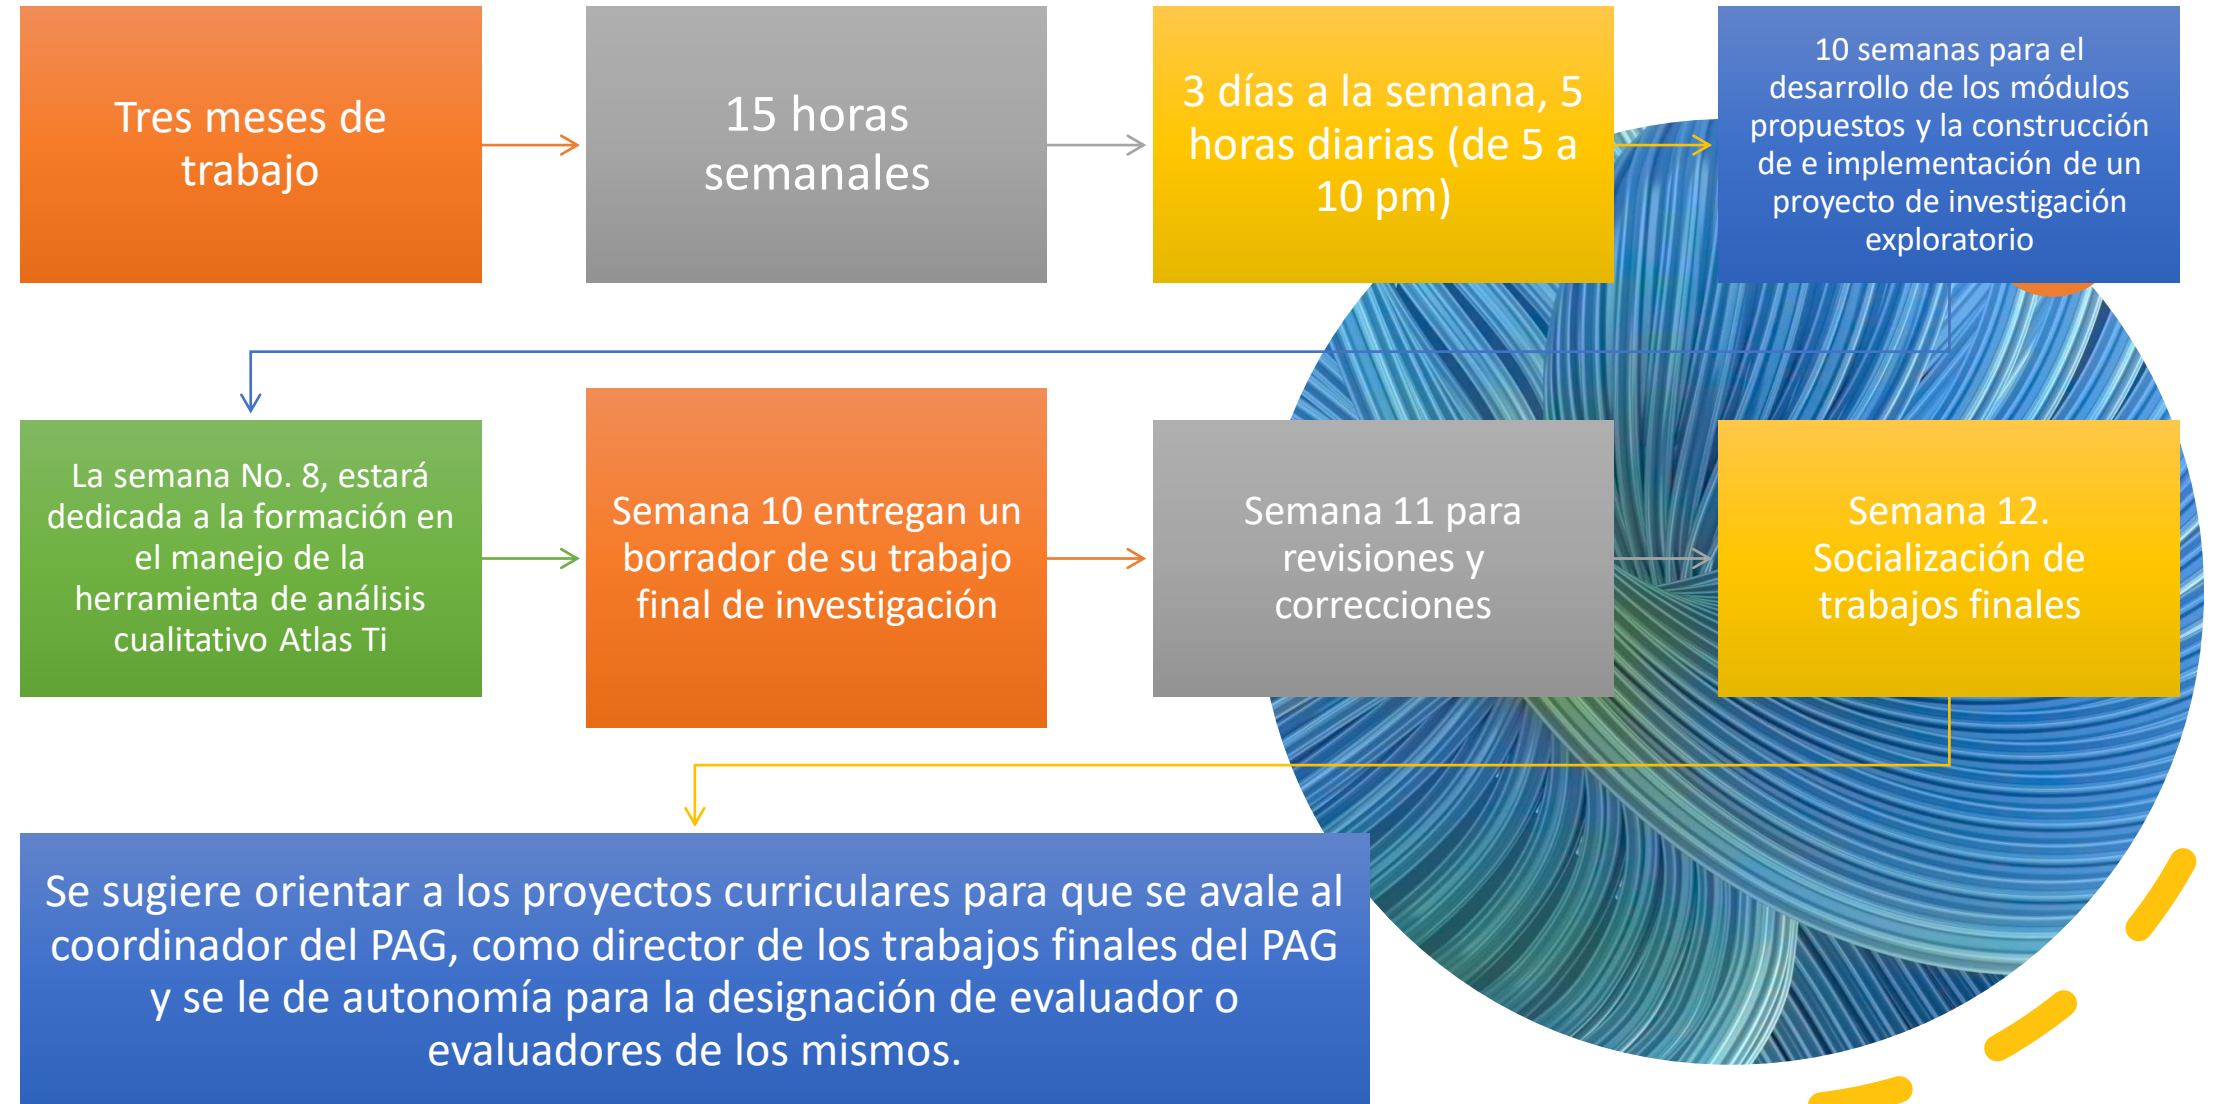 Tres meses de
trabajo
15 horas
semanales
3 días a la semana, 5
horas diarias (de 5 a
10 pm)
10 semanas para el
desarrollo de los módulos
propuestos y la construcción
de e implementación de un
proyecto de investigación
exploratorio
La semana No. 8, estará
dedicada a la formación en
el manejo de la
herramienta de análisis
cualitativo Atlas Ti
Semana 10 entregan un
borrador de su trabajo
final de investigación
Semana 11 para
revisiones y
correcciones
Semana 12.
Socialización de
trabajos finales
Se sugiere orientar a los proyectos curriculares para que se avale al
coordinador del PAG, como director de los trabajos finales del PAG
y se le de autonomía para la designación de evaluador o
evaluadores de los mismos.